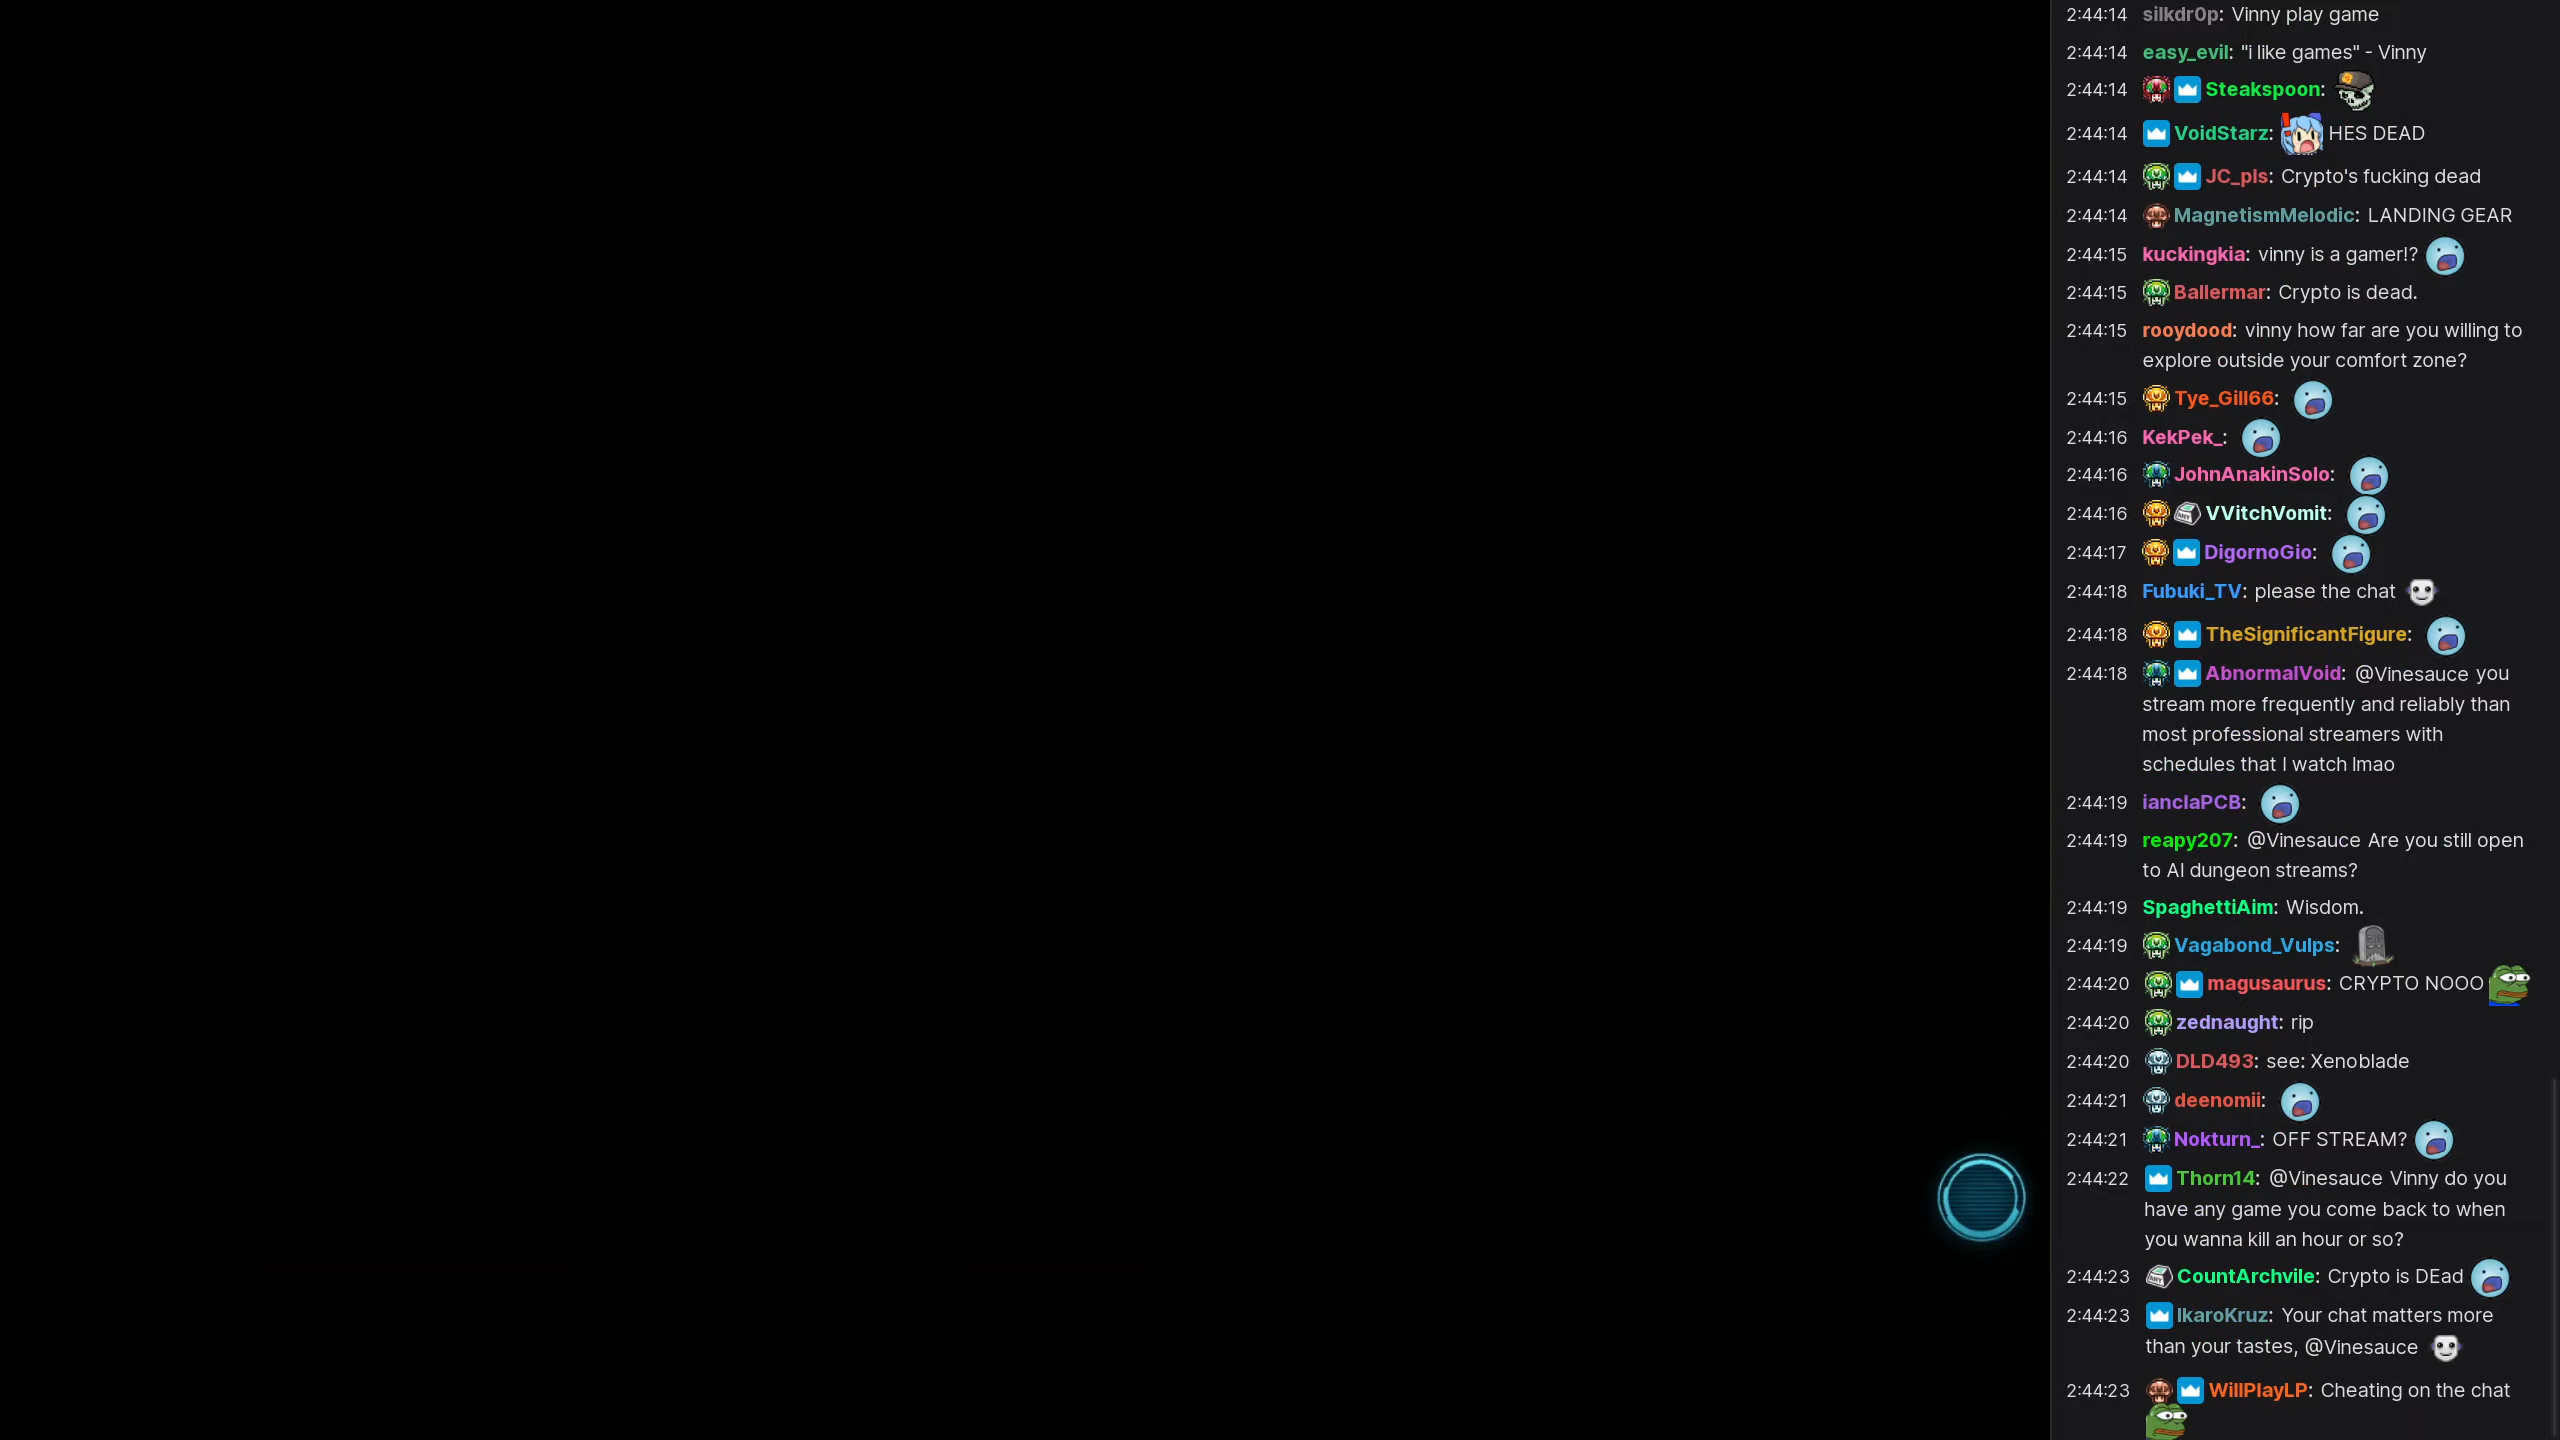 2:44:14 silkdr0p: Vinny play game
2:44:14 easy_evil: "i like games" - Vinny
2:44:14 Steakspoon:
2:44:14 VoidStarz: HES DEAD
2:44:14 JC_pls: Crypto's fucking dead
2:44:14 MagnetismMelodic: LANDING GEAR
2:44:15 kuckingkia: vinny is a gamer!?
2:44:15 Ballermar: Crypto is dead.
2:44:15 rooydood: vinny how far are you willing to
explore outside your comfort zone?
2:44:15 Tye_Gill66:
2:44:16 KekPek_:
2:44:16 JohnAnakinSolo:
2:44:16 VVitchVomit:
2:44:17 DigornoGio:
2:44:18 Fubuki_TV: please the chat
2:44:18 TheSignificantFigure:
2:44:18 AbnormalVoid: @Vinesauce you
stream more frequently and reliably than
most professional streamers with
schedules that I watch lmao
2:44:19 ianclaPCB:
2:44:19 reapy207: @Vinesauce Are you still open
to AI dungeon streams?
2:44:19 SpaghettiAim: Wisdom.
2:44:19 Vagabond_Vulps:
2:44:20 magusaurus: CRYPTO NOOO
2:44:20 zednaught: rip
2:44:20 DLD493: see: Xenoblade
2:44:21 deenomii:
2:44:21 Nokturn_: OFF STREAM?
2:44:22 Thorn14: @Vinesauce Vinny do you
have any game you come back to when
you wanna kill an hour or so?
2:44:23 CountArchvile: Crypto is DEad
2:44:23 IkaroKruz: Your chat matters more
than your tastes, @Vinesauce
2:44:23 WillPlayLP: Cheating on the chat